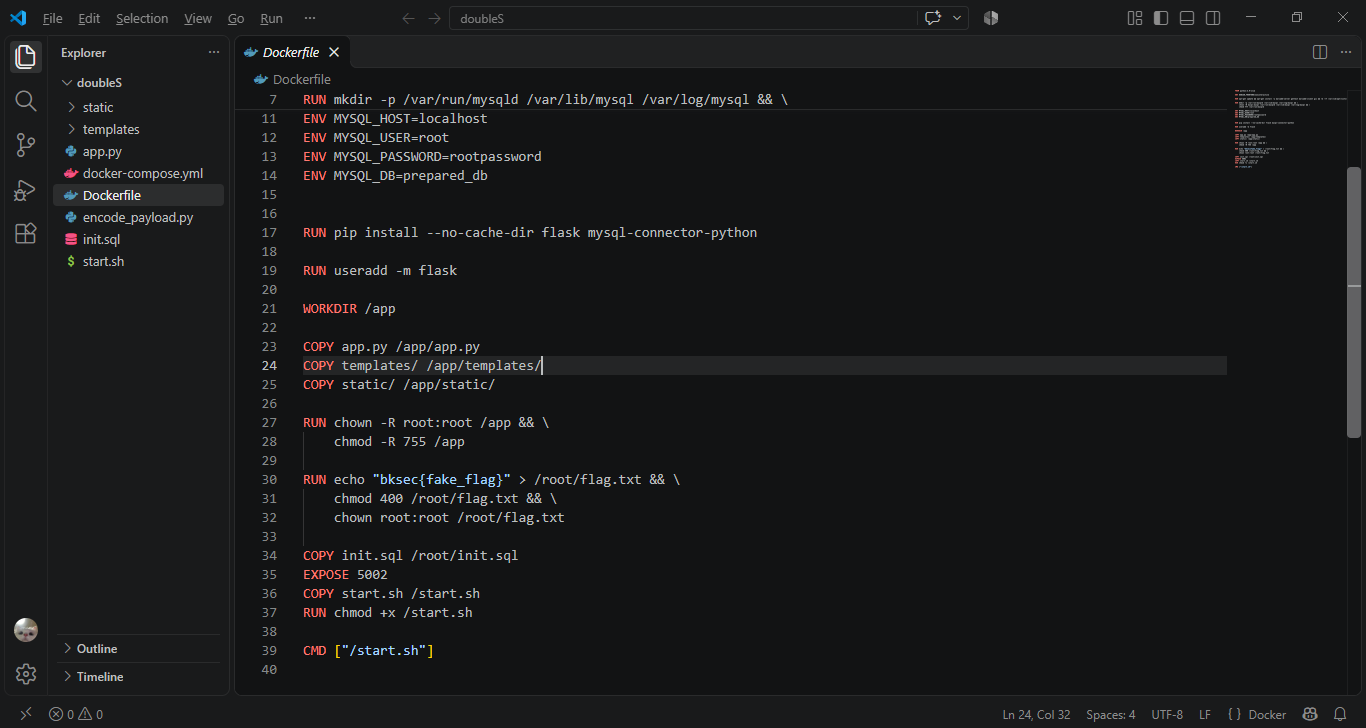 File Edit Selection View Go Run ··· doubleS
Explorer ···
doubleS
static
templates
app.py
docker-compose.yml
Dockerfile
encode_payload.py
init.sql
$ start.sh
Outline
Timeline
Dockerfile
Dockerfile
7 RUN mkdir -p /var/run/mysqld /var/lib/mysql /var/log/mysql && \
11 ENV MYSQL_HOST=localhost
12 ENV MYSQL_USER=root
13 ENV MYSQL_PASSWORD=rootpassword
14 ENV MYSQL_DB=prepared_db
15
16
17 RUN pip install --no-cache-dir flask mysql-connector-python
18
19 RUN useradd -m flask
20
21 WORKDIR /app
22
23 COPY app.py /app/app.py
24 COPY templates/ /app/templates/
25 COPY static/ /app/static/
26
27 RUN chown -R root:root /app && \
28     chmod -R 755 /app
29
30 RUN echo "bksec{fake_flag}" > /root/flag.txt && \
31     chmod 400 /root/flag.txt && \
32     chown root:root /root/flag.txt
33
34 COPY init.sql /root/init.sql
35 EXPOSE 5002
36 COPY start.sh /start.sh
37 RUN chmod +x /start.sh
38
39 CMD ["/start.sh"]
40
0 0 Ln 24, Col 32 Spaces: 4 UTF-8 LF { } Docker